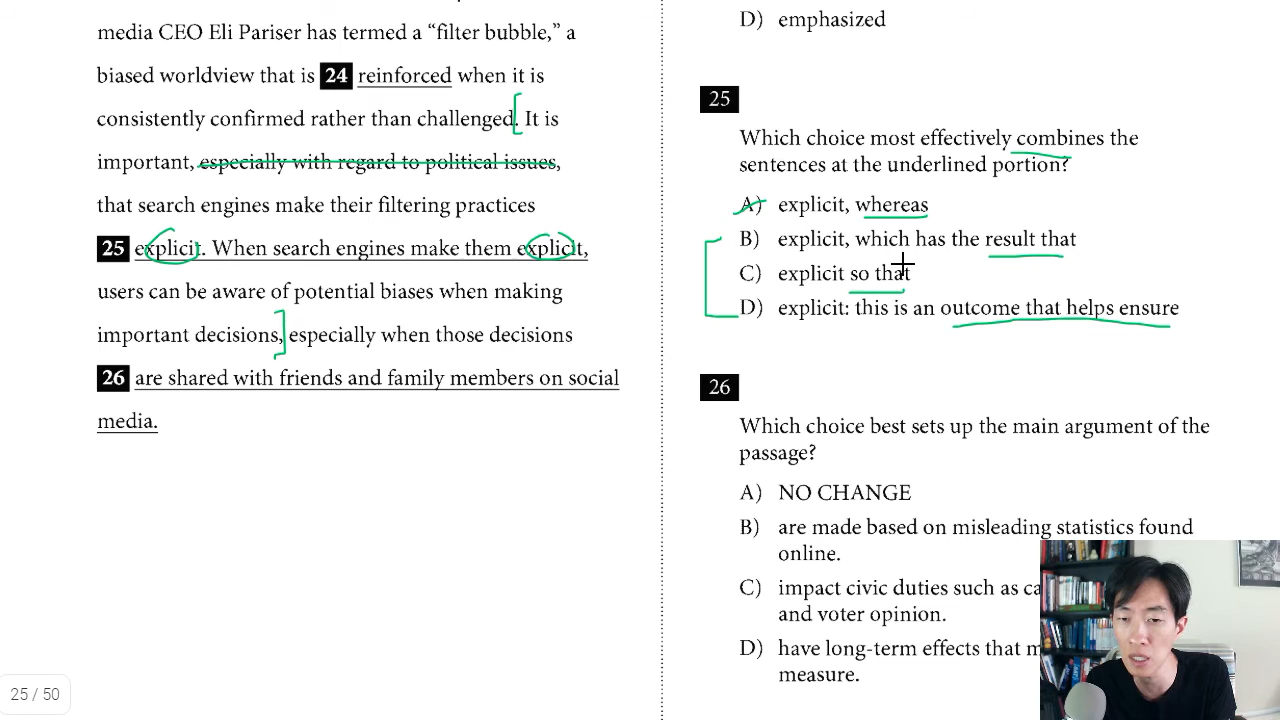 media CEO Eli Pariser has termed a “filter bubble,” a
biased worldview that is 24 reinforced when it is
consistently confirmed rather than challenged. It is
important, especially with regard to political issues,
that search engines make their filtering practices
25 explicit. When search engines make them explicit,
users can be aware of potential biases when making
important decisions, especially when those decisions
26 are shared with friends and family members on social
media.
25 / 50
D) emphasized
25
Which choice most effectively combines the
sentences at the underlined portion?
A) explicit, whereas
B) explicit, which has the result that
C) explicit so that
D) explicit: this is an outcome that helps ensure
26
Which choice best sets up the main argument of the
passage?
A) NO CHANGE
B) are made based on misleading statistics found
online.
C) impact civic duties such as
and voter opinion.
D) have long-term effects that
measure.